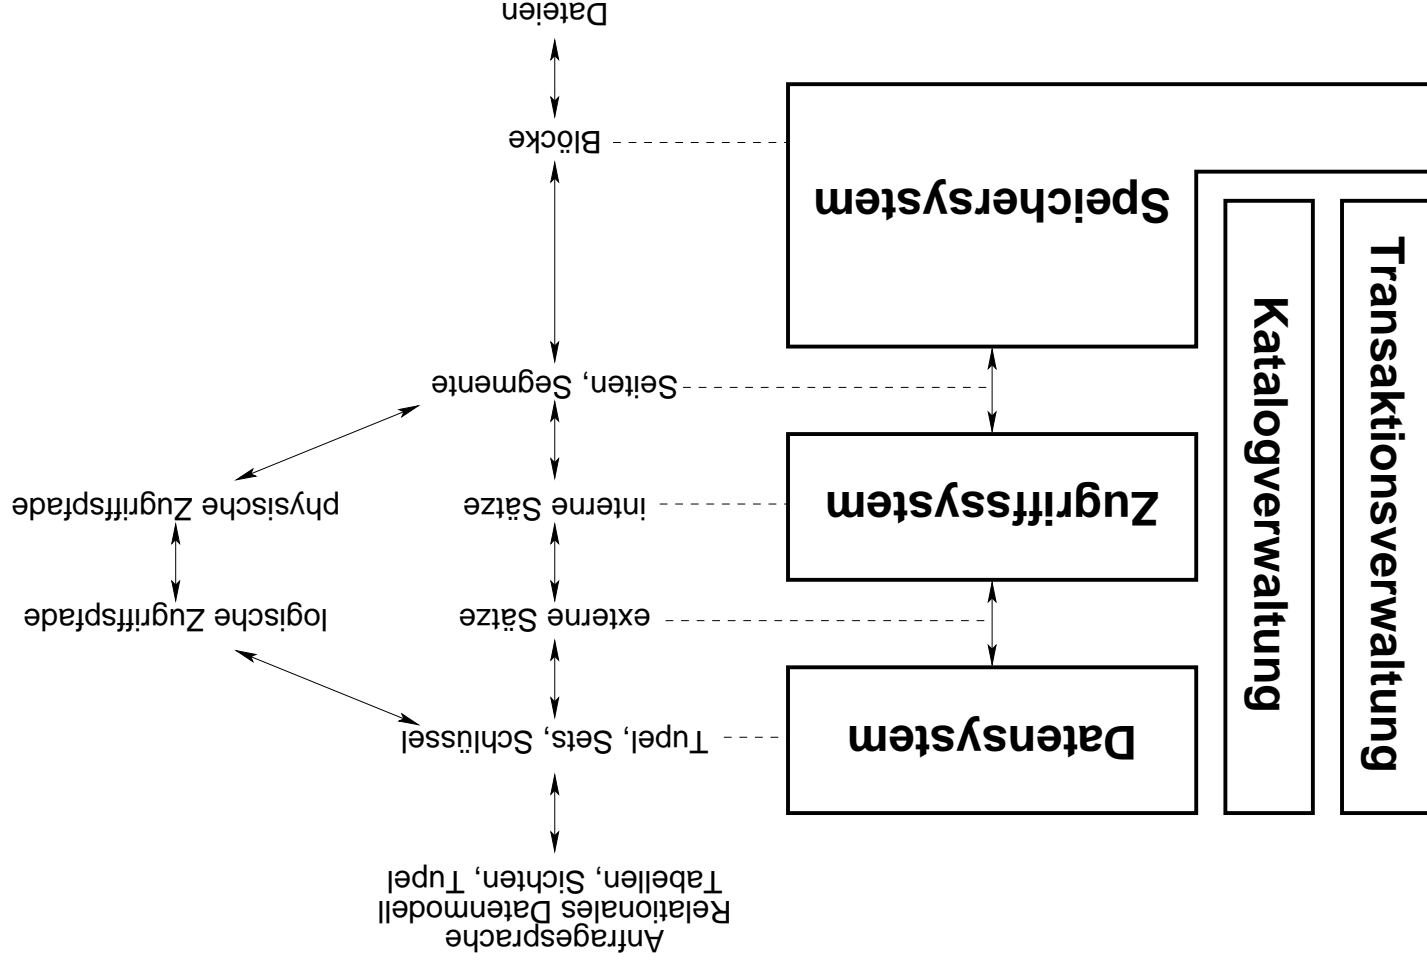 Anfragesprache
Relationales Datenmodell
Tabellen, Sichten, Tupel
Transaktionsverwaltung
Katalogverwaltung
Datensystem
Tupel, Sets, Schlüssel
externe Sätze
logische Zugriffspfade
Zugriffssystem
interne Sätze
physische Zugriffspfade
Seiten, Segmente
Speichersystem
Blöcke
Dateien